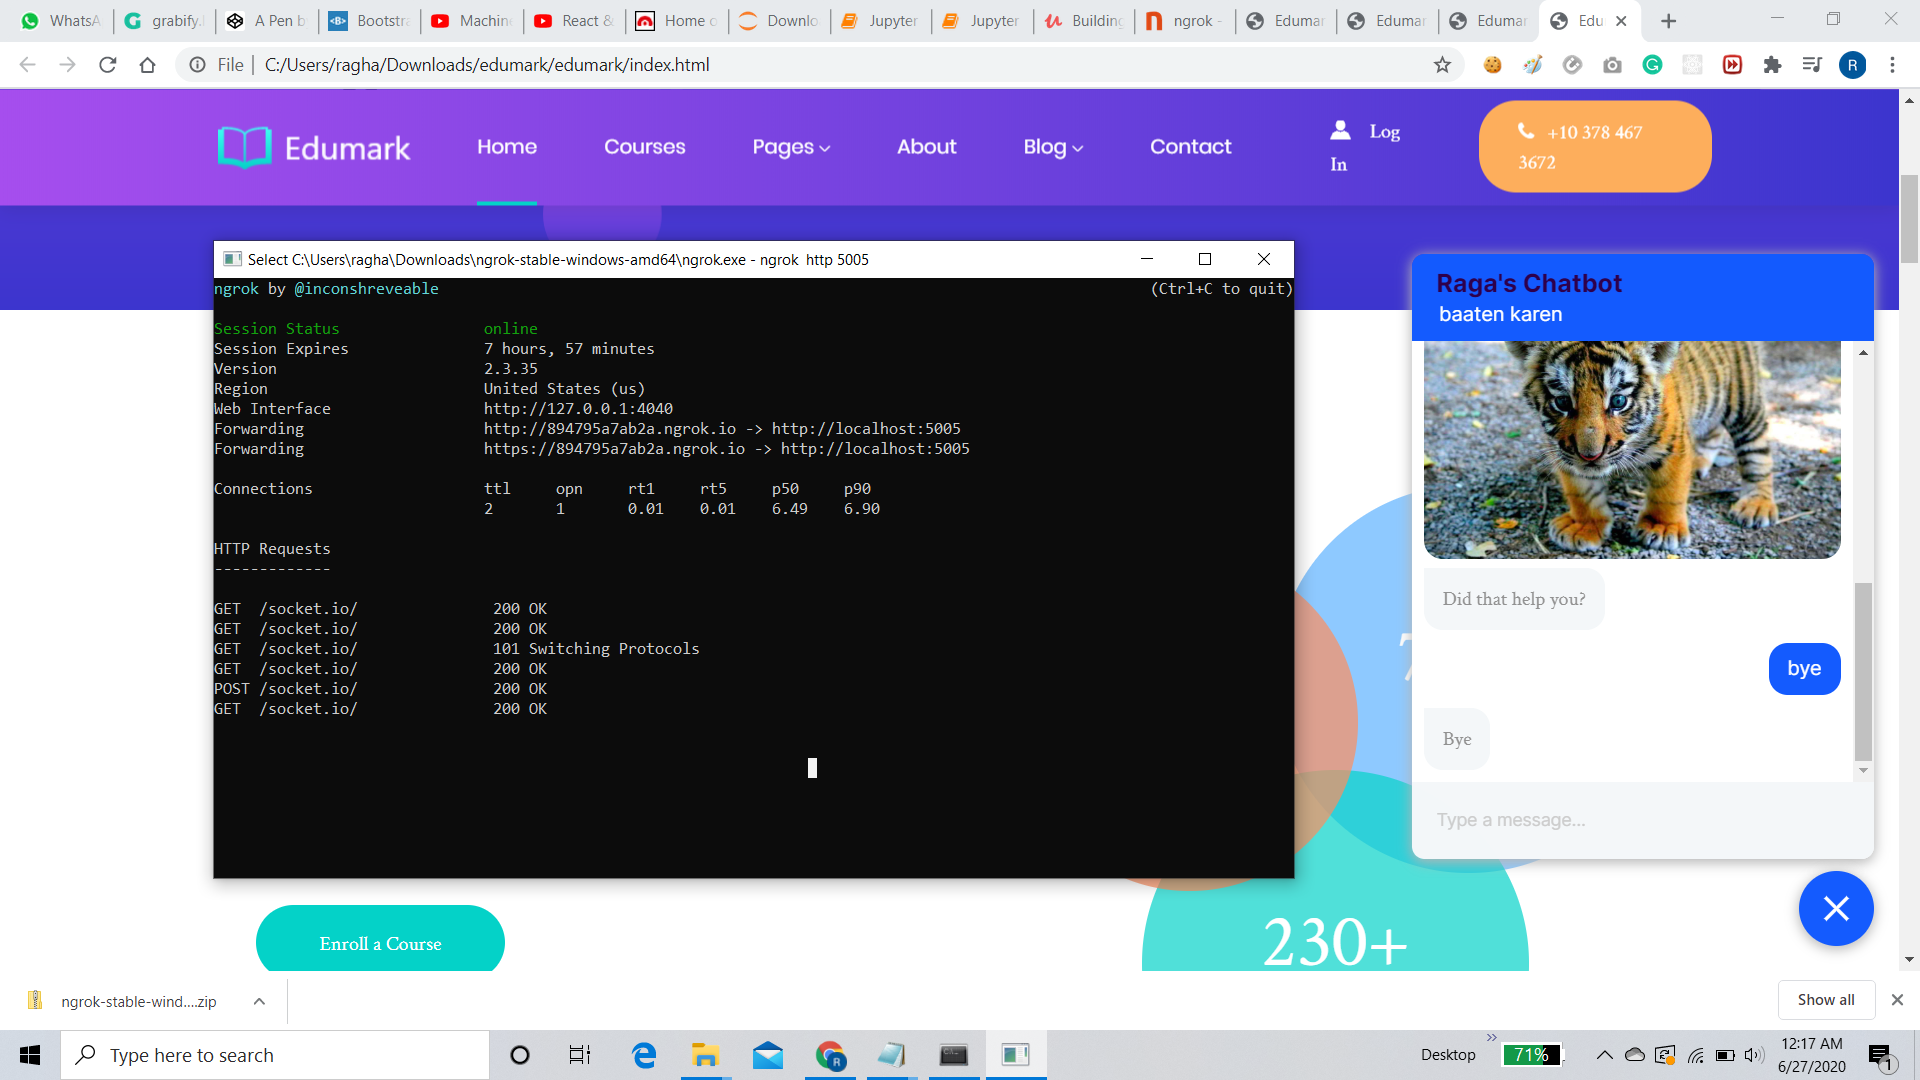 WhatsA
grabify.l
A Pen b
Bootstra
Machine
React &
Home o
Downlo
Jupyter
Jupyter
Building
ngrok -
Edumar
Edumar
Edumar
Edu
File C:/Users/ragha/Downloads/edumark/edumark/index.html
R
Edumark
Home
Courses
Pages
About
Blog
Contact
Log
In
+10 378 467
3672
Select C:\Users\ragha\Downloads\ngrok-stable-windows-amd64\ngrok.exe - ngrok http 5005
ngrok by @inconshreveable (Ctrl+C to quit)
Session Status online
Session Expires 7 hours, 57 minutes
Version 2.3.35
Region United States (us)
Web Interface http://127.0.0.1:4040
Forwarding http://894795a7ab2a.ngrok.io -> http://localhost:5005
Forwarding https://894795a7ab2a.ngrok.io -> http://localhost:5005
Connections ttl opn rt1 rt5 p50 p90
2 1 0.01 0.01 6.49 6.90
HTTP Requests
-------------
GET /socket.io/ 200 OK
GET /socket.io/ 200 OK
GET /socket.io/ 101 Switching Protocols
GET /socket.io/ 200 OK
POST /socket.io/ 200 OK
GET /socket.io/ 200 OK
Raga's Chatbot
baaten karen
Did that help you?
bye
Bye
Type a message...
Enroll a Course
230+
ngrok-stable-wind....zip
Show all
Type here to search
Desktop
71%
12:17 AM
6/27/2020
1